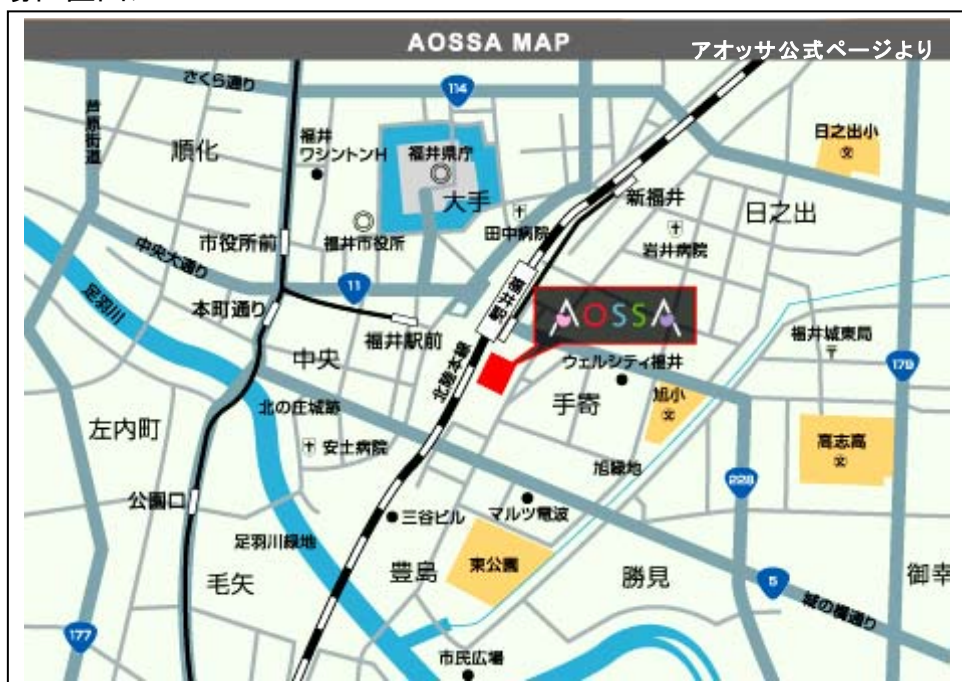 AOSSA MAP
アオッサ公式ページより
さくら通り
114
芦原街道
順化
福井
ワシントンH
福井県庁
大手
日之出小
文
新福井
田中病院
岩井病院
日之出
市役所前
福井市役所
中央大通り
11
足羽川
本町通り
福井駅前
福井駅
AOSSA
福井城東局
〒
179
中央
北陸本線
ウェルシティ福井
手寄
旭小
文
北の庄城跡
左内町
安土病院
高志高
文
旭緑地
228
公園口
三谷ビル
マルツ電波
足羽川緑地
豊島
東公園
勝見
毛矢
5
御幸
城の橋通り
177
市民広場